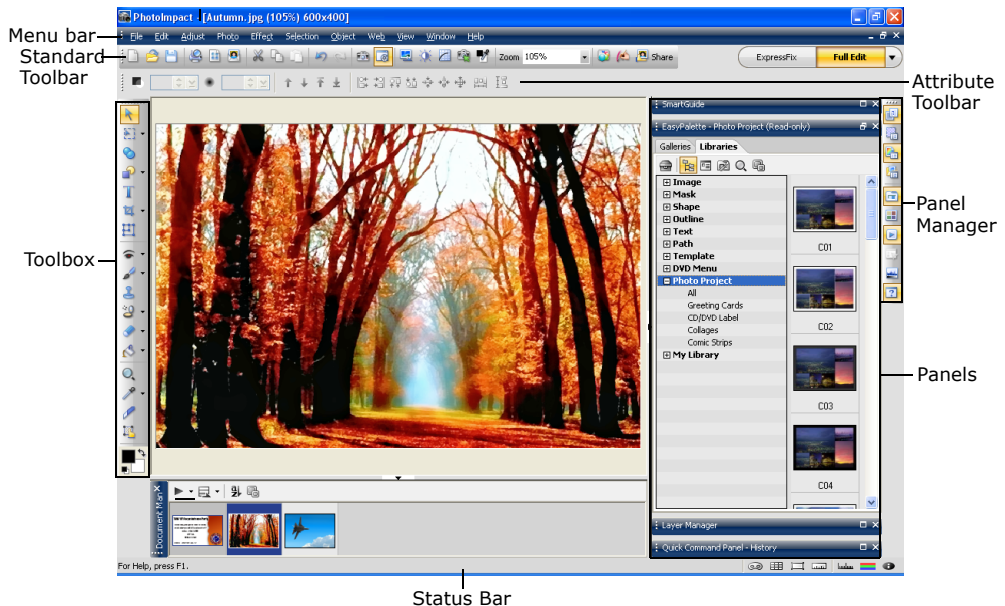 PhotoImpact - [Autumn.jpg (105%) 600x400]
Menu bar
File Edit Adjust Photo Effect Selection Object Web View Window Help
Standard
Toolbar
Zoom 105% Share ExpressFix Full Edit
Attribute
Toolbar
SmartGuide
EasyPalette - Photo Project (Read-only)
Galleries Libraries
Image
Mask
Shape
Outline
Text
Path
Template
DVD Menu
Photo Project
All
Greeting Cards
CD/DVD Label
Collages
Comic Strips
My Library
C01
C02
C03
C04
Panel
Manager
Toolbox
Panels
Document Man
Layer Manager
Quick Command Panel - History
For Help, press F1.
Status Bar